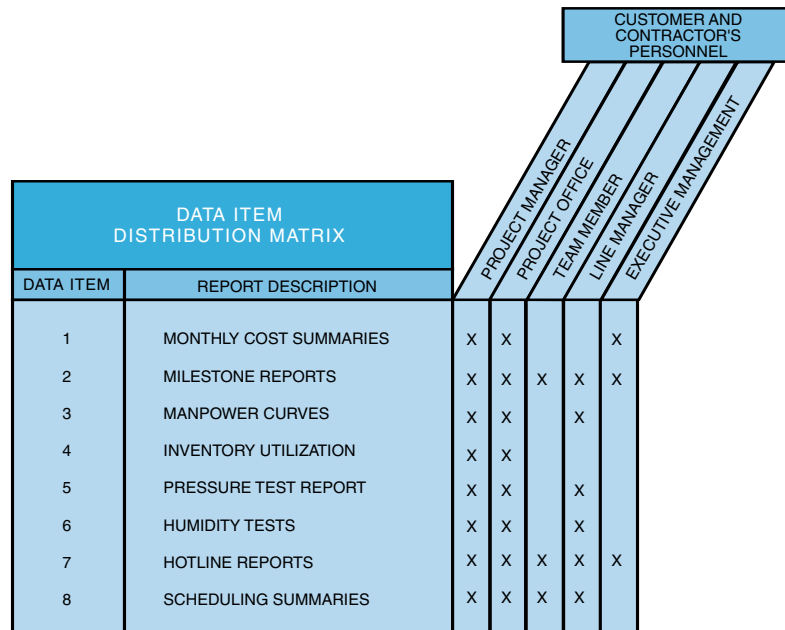 CUSTOMER AND
CONTRACTOR'S
PERSONNEL
PROJECT MANAGER
PROJECT OFFICE
TEAM MEMBER
LINE MANAGER
EXECUTIVE MANAGEMENT
DATA ITEM
DISTRIBUTION MATRIX
DATA ITEM REPORT DESCRIPTION
1 MONTHLY COST SUMMARIES X X X
2 MILESTONE REPORTS X X X X X
3 MANPOWER CURVES X X X
4 INVENTORY UTILIZATION X X
5 PRESSURE TEST REPORT X X X
6 HUMIDITY TESTS X X X
7 HOTLINE REPORTS X X X X X
8 SCHEDULING SUMMARIES X X X X